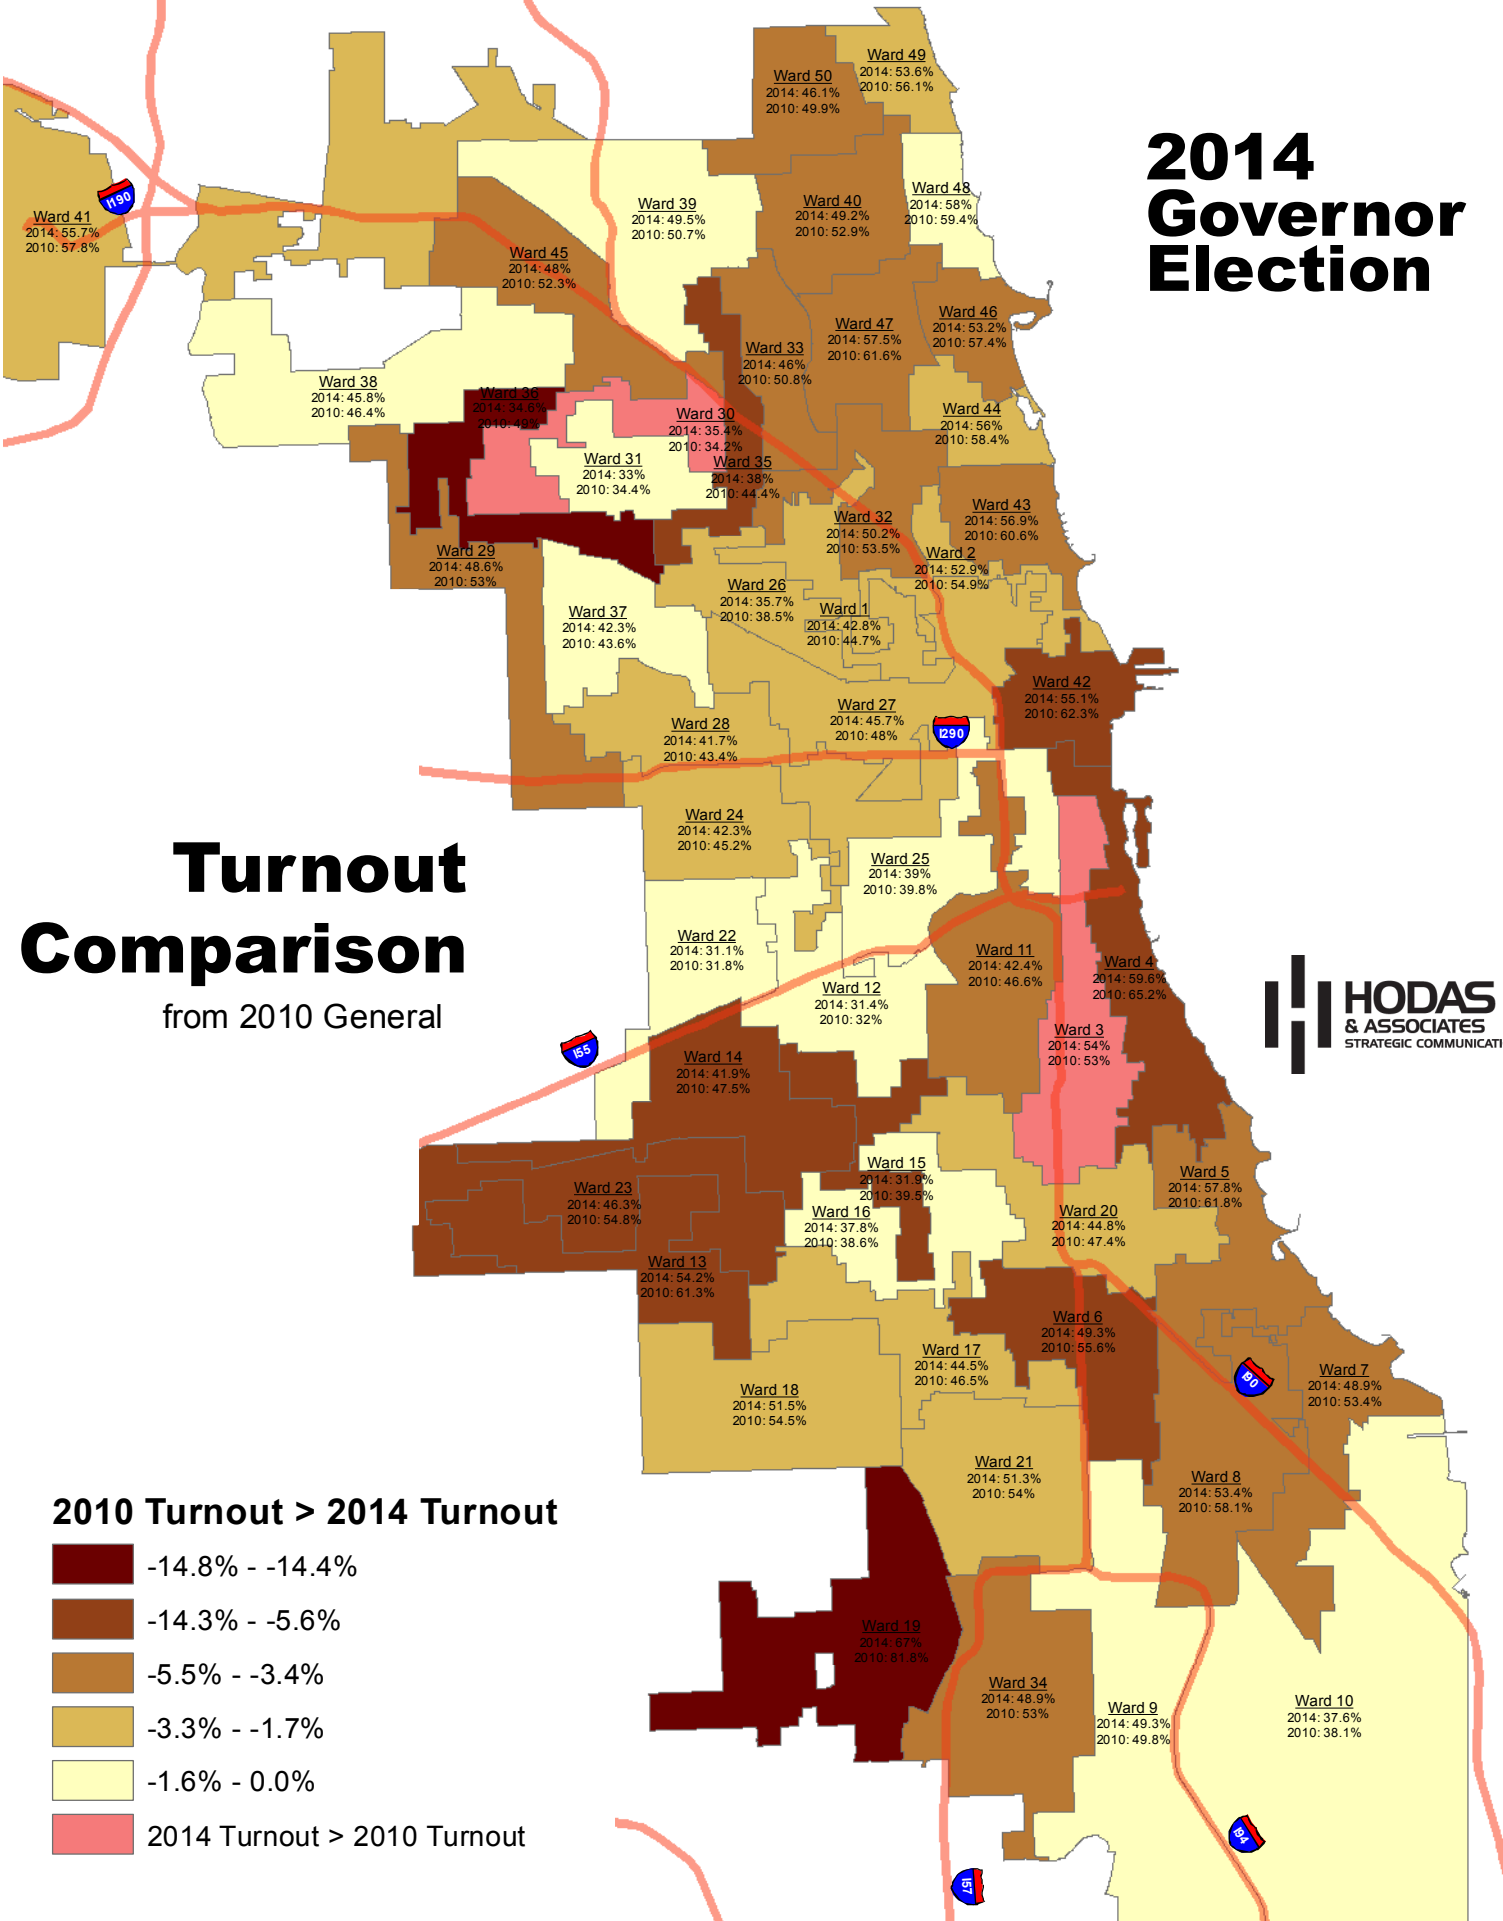 Ward 49
2014: 53.6%
2010: 56.1%
Ward 50
2014: 46.1%
2010: 49.9%
2014
Governor
Election
Ward 48
2014: 58%
2010: 59.4%
Ward 39
2014: 49.5%
2010: 50.7%
Ward 40
2014: 49.2%
2010: 52.9%
I190
Ward 41
2014: 55.7%
2010: 57.8%
Ward 45
2014: 48%
2010: 52.3%
Ward 46
2014: 53.2%
2010: 57.4%
Ward 47
2014: 57.5%
2010: 61.6%
Ward 33
2014: 46%
2010: 50.8%
Ward 38
2014: 45.8%
2010: 46.4%
Ward 36
2014: 34.6%
2010: 49%
Ward 30
2014: 35.4%
2010: 34.2%
Ward 44
2014: 56%
2010: 58.4%
Ward 31
2014: 33%
2010: 34.4%
Ward 35
2014: 38%
2010: 44.4%
Ward 43
2014: 56.9%
2010: 60.6%
Ward 32
2014: 50.2%
2010: 53.5%
Ward 29
2014: 48.6%
2010: 53%
Ward 2
2014: 52.9%
2010: 54.9%
Ward 26
2014: 35.7%
2010: 38.5%
Ward 1
2014: 42.8%
2010: 44.7%
Ward 37
2014: 42.3%
2010: 43.6%
Ward 42
2014: 55.1%
2010: 62.3%
Ward 27
2014: 45.7%
2010: 48%
Ward 28
2014: 41.7%
2010: 43.4%
I290
Ward 24
2014: 42.3%
2010: 45.2%
Turnout
Comparison
from 2010 General
Ward 25
2014: 39%
2010: 39.8%
Ward 22
2014: 31.1%
2010: 31.8%
Ward 11
2014: 42.4%
2010: 46.6%
Ward 4
2014: 59.6%
2010: 65.2%
Ward 12
2014: 31.4%
2010: 32%
HODAS
& ASSOCIATES
STRATEGIC COMMUNICATI
Ward 3
2014: 54%
2010: 53%
I55
Ward 14
2014: 41.9%
2010: 47.5%
Ward 15
2014: 31.9%
2010: 39.5%
Ward 5
2014: 57.8%
2010: 61.8%
Ward 23
2014: 46.3%
2010: 54.8%
Ward 16
2014: 37.8%
2010: 38.6%
Ward 20
2014: 44.8%
2010: 47.4%
Ward 13
2014: 54.2%
2010: 61.3%
Ward 6
2014: 49.3%
2010: 55.6%
Ward 17
2014: 44.5%
2010: 46.5%
I90
Ward 7
2014: 48.9%
2010: 53.4%
Ward 18
2014: 51.5%
2010: 54.5%
Ward 21
2014: 51.3%
2010: 54%
Ward 8
2014: 53.4%
2010: 58.1%
2010 Turnout > 2014 Turnout
-14.8% - -14.4%
-14.3% - -5.6%
-5.5% - -3.4%
-3.3% - -1.7%
-1.6% - 0.0%
2014 Turnout > 2010 Turnout
Ward 19
2014: 67%
2010: 81.8%
Ward 34
2014: 48.9%
2010: 53%
Ward 9
2014: 49.3%
2010: 49.8%
Ward 10
2014: 37.6%
2010: 38.1%
I94
I57